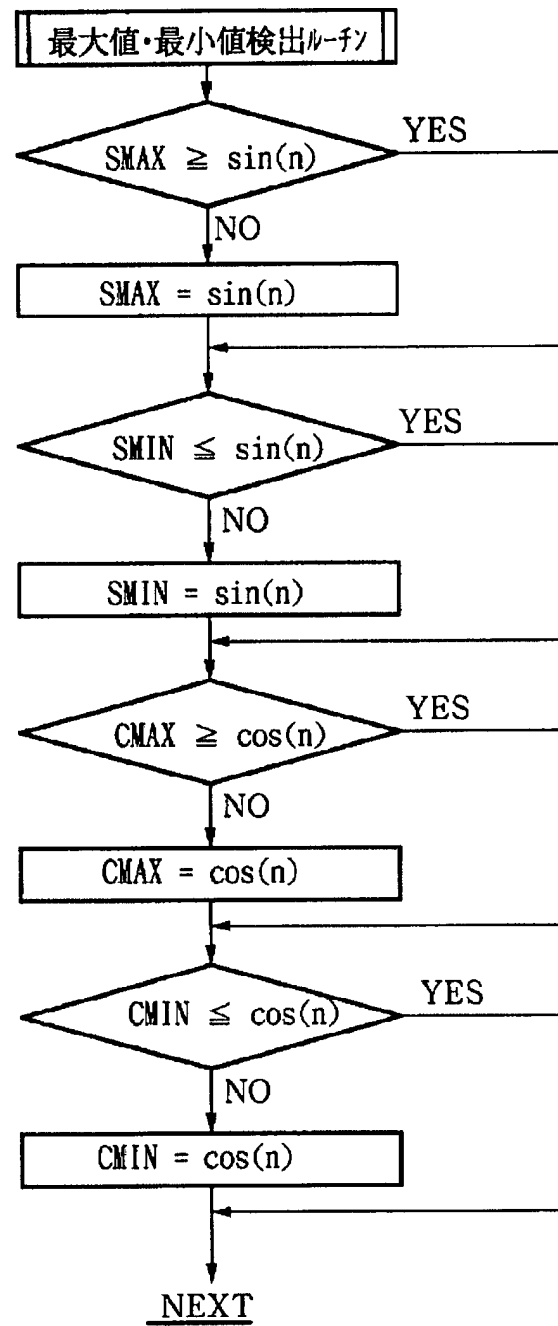 最大値・最小値検出ルーチン
SMAX ≧ sin(n)
YES
NO
SMAX = sin(n)
SMIN ≦ sin(n)
YES
NO
SMIN = sin(n)
CMAX ≧ cos(n)
YES
NO
CMAX = cos(n)
CMIN ≦ cos(n)
YES
NO
CMIN = cos(n)
NEXT